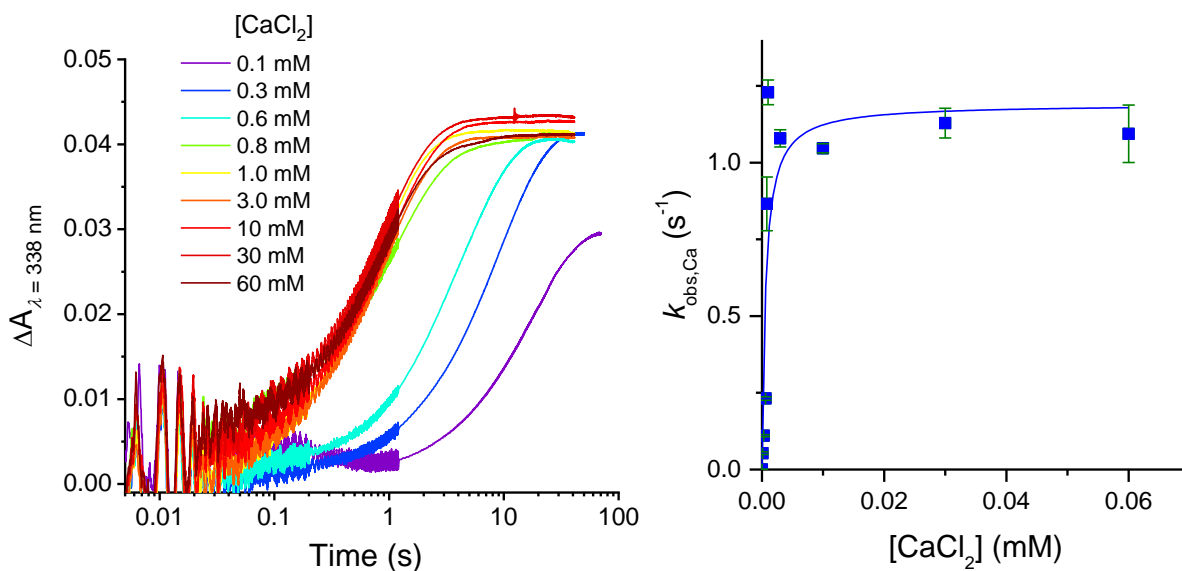 [CaCl₂]
0.1 mM
0.3 mM
0.6 mM
0.8 mM
1.0 mM
3.0 mM
10 mM
30 mM
60 mM
0.05
0.04
0.03
0.02
0.01
0.00
ΔA λ = 338 nm
0.01
0.1
1
10
100
Time (s)
1.0
0.5
0.0
k obs,Ca (s⁻¹)
0.00
0.02
0.04
0.06
[CaCl₂] (mM)